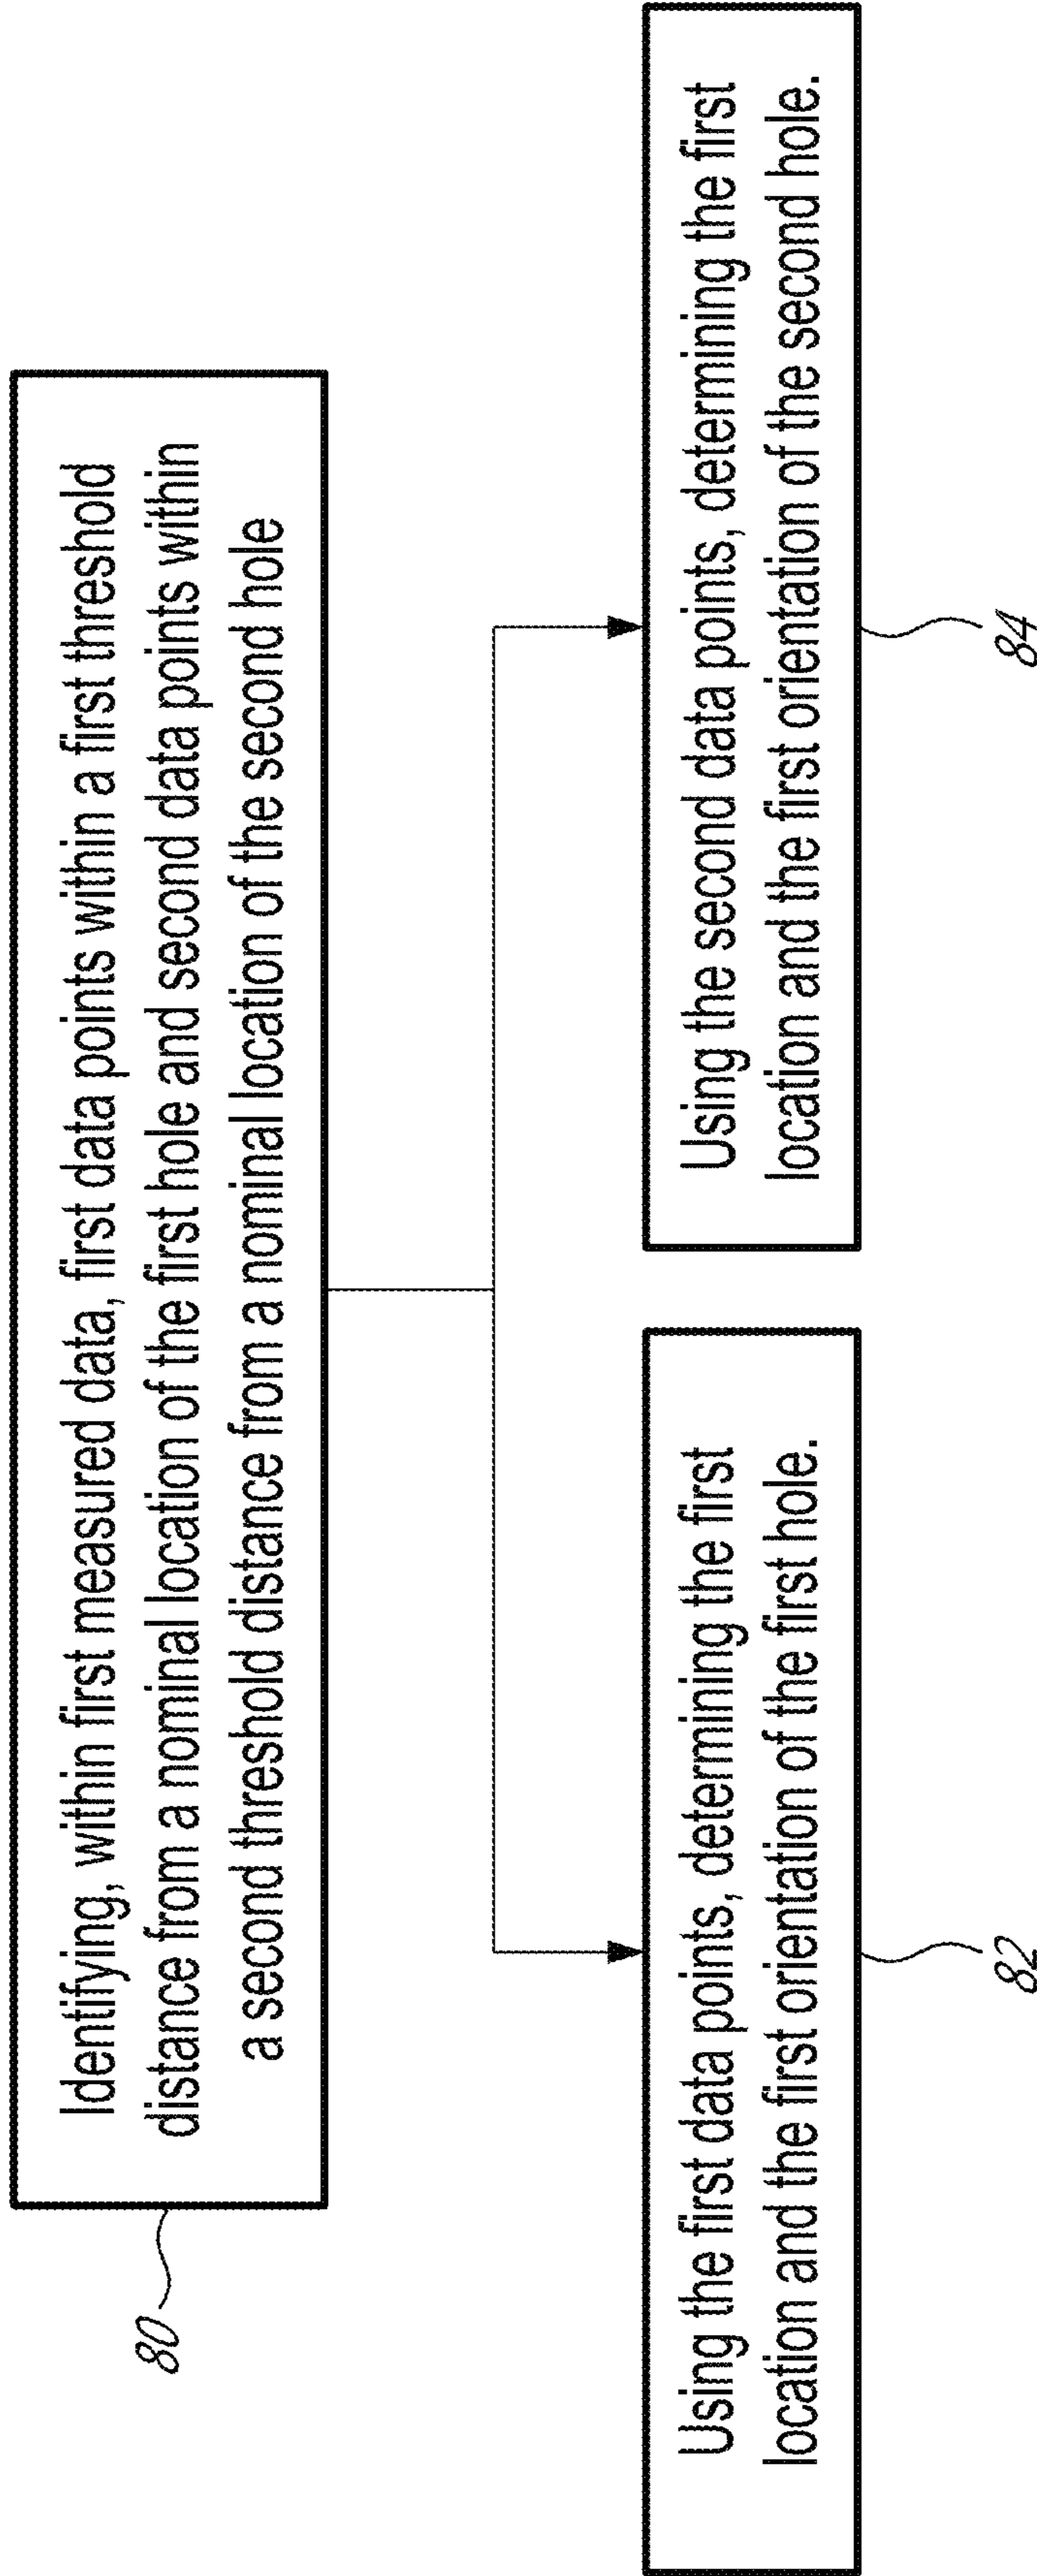 80
Identifying, within first measured data, first data points within a first threshold
distance from a nominal location of the first hole and second data points within
a second threshold distance from a nominal location of the second hole
Using the first data points, determining the first
location and the first orientation of the first hole.
82
Using the second data points, determining the first
location and the first orientation of the second hole.
84